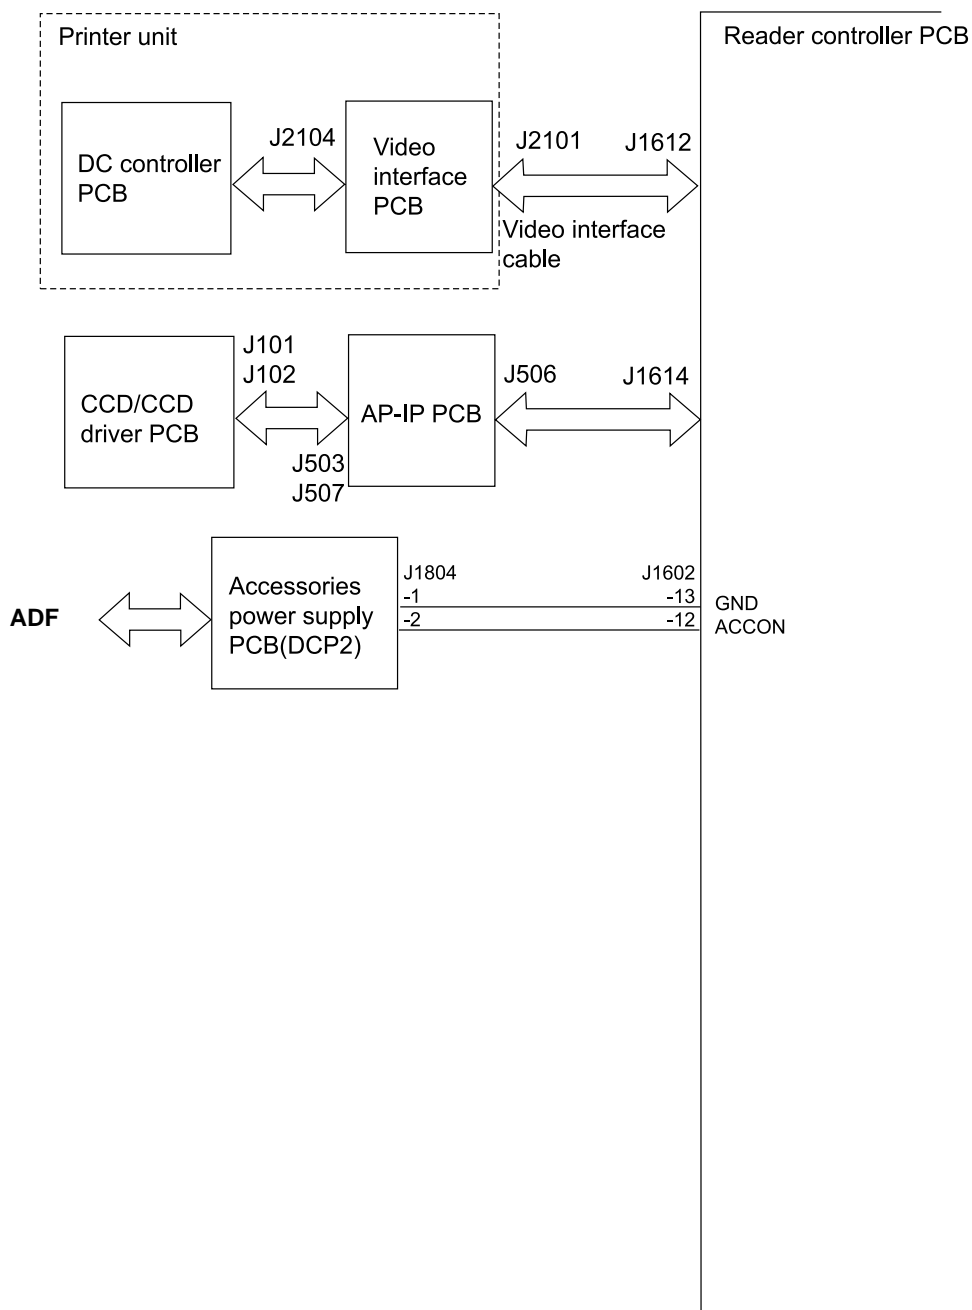 Printer unit
Reader controller PCB
DC controller
PCB
J2104
Video
interface
PCB
J2101
J1612
Video interface
cable
J101
J102
CCD/CCD
driver PCB
J503
J507
AP-IP PCB
J506
J1614
ADF
Accessories
power supply
PCB(DCP2)
J1804
-1
-2
J1602
-13
-12
GND
ACCON